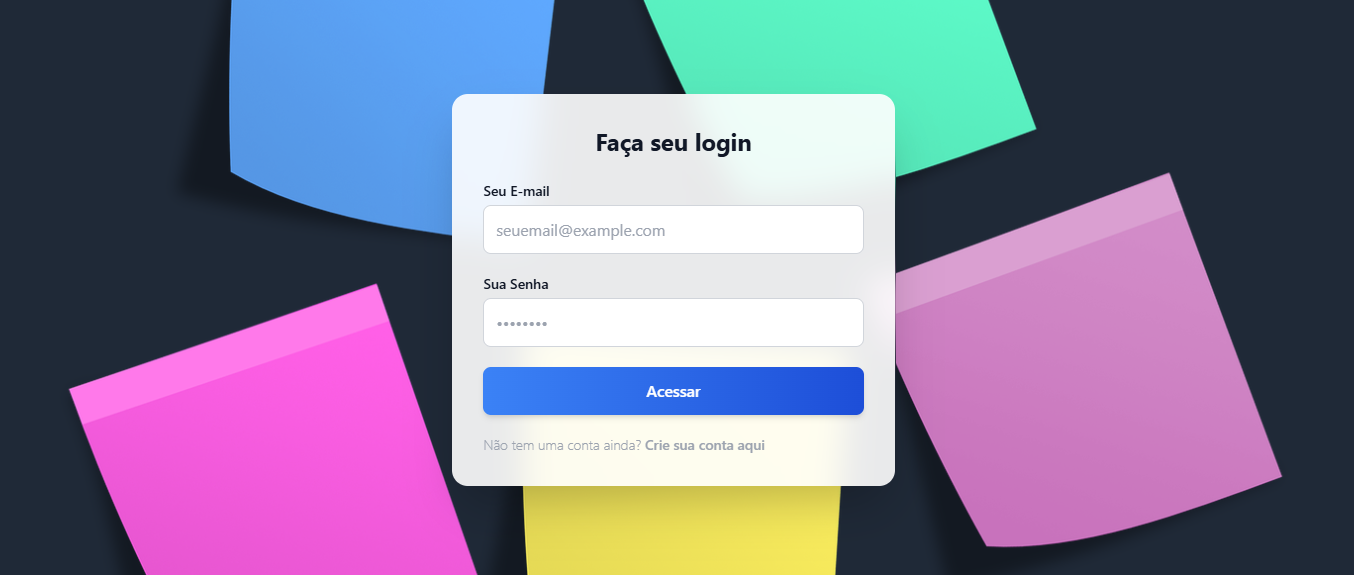 Faça seu login
Seu E-mail
seuemail@example.com
Sua Senha
••••••••
Acessar
Não tem uma conta ainda? Crie sua conta aqui